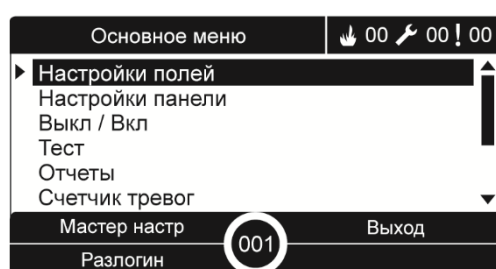 Основное меню 00 00 ! 00
Настройки полей
Настройки панели
Выкл / Вкл
Тест
Отчеты
Счетчик тревог
Мастер настр 001 Выход
Разлогин